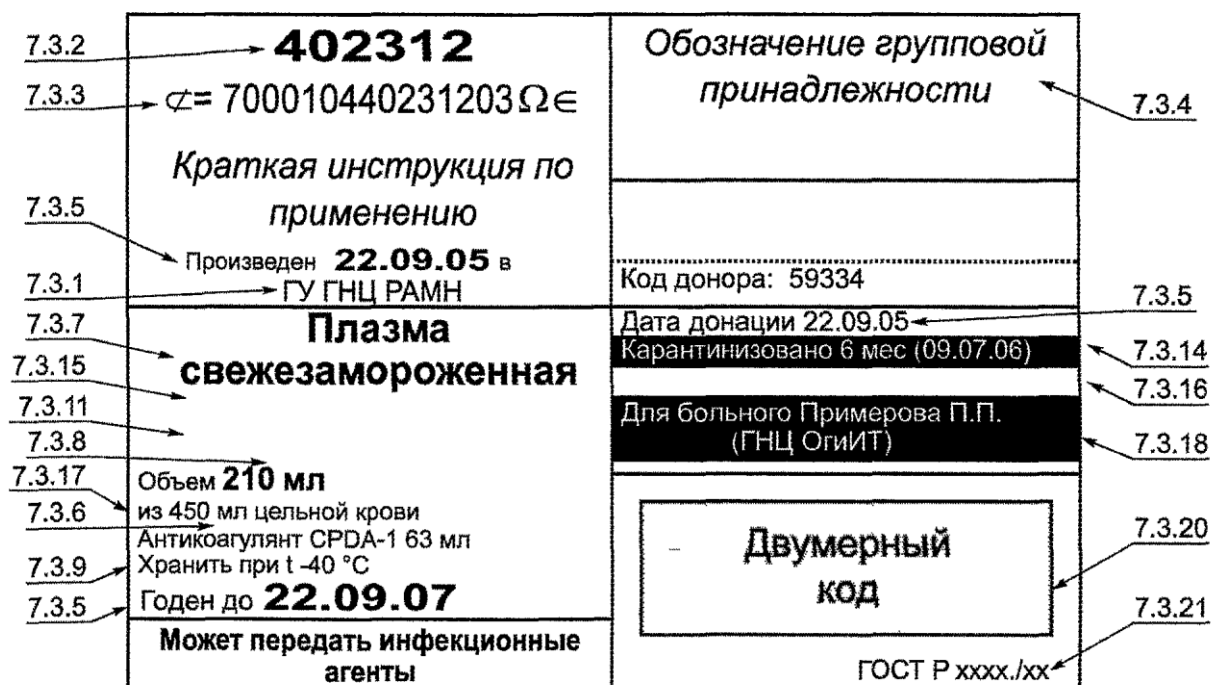 7.3.2
402312
7.3.3
⊄= 700010440231203Ω∈
Краткая инструкция по
применению
7.3.5
Произведен 22.09.05 в
7.3.1
ГУ ГНЦ РАМН
Обозначение групповой
принадлежности
7.3.4
Код донора: 59334
7.3.7
Плазма
свежезамороженная
7.3.15
7.3.11
7.3.8
Объем 210 мл
7.3.17
из 450 мл цельной крови
7.3.6
Антикоагулянт CPDA-1 63 мл
7.3.9
Хранить при t -40 °С
7.3.5
Годен до 22.09.07
Может передать инфекционные
агенты
7.3.5
Дата донации 22.09.05
Карантинизовано 6 мес (09.07.06)
7.3.14
7.3.16
Для больного Примерова П.П.
(ГНЦ ОгиИТ)
7.3.18
Двумерный
код
7.3.20
7.3.21
ГОСТ Р хххх./хх